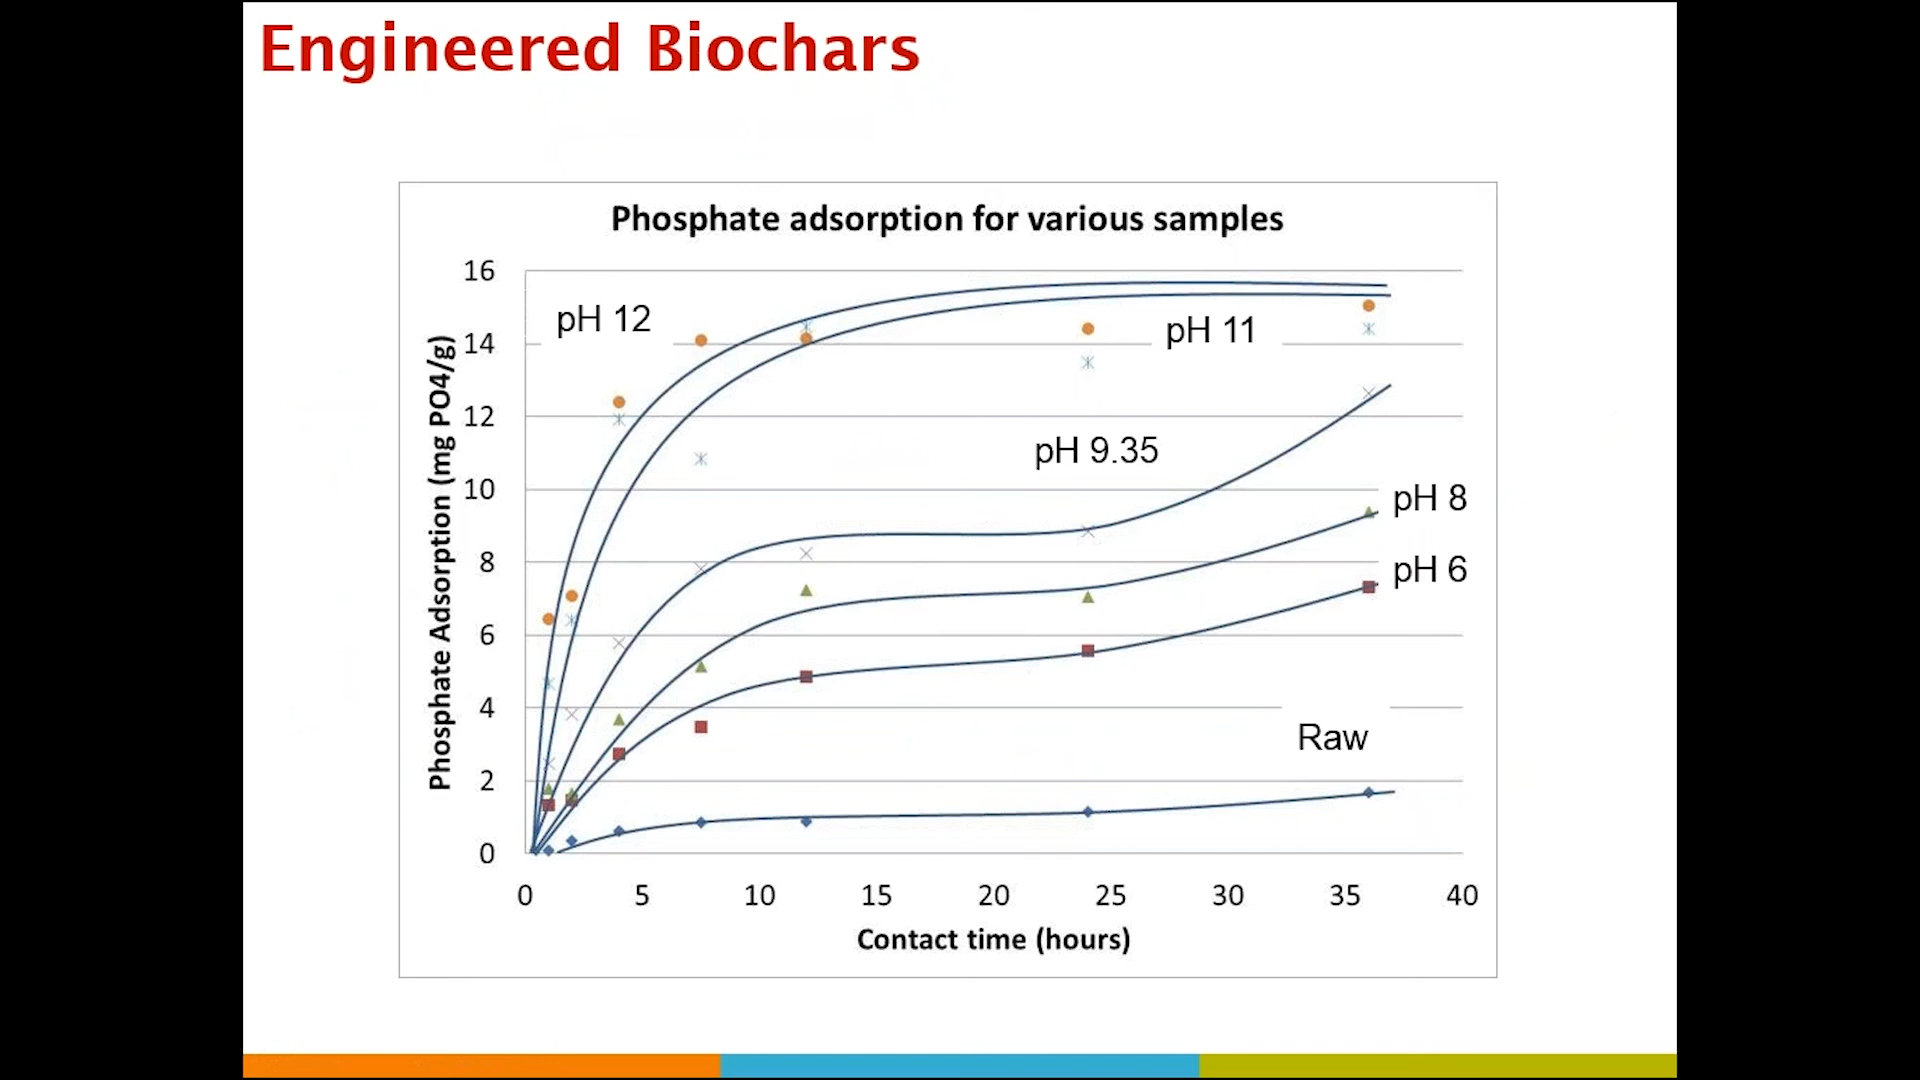 Engineered Biochars
Phosphate adsorption for various samples
Phosphate Adsorption (mg PO4/g)
16
14
12
10
8
6
4
2
0
pH 12
pH 11
pH 9.35
pH 8
pH 6
Raw
0 5 10 15 20 25 30 35 40
Contact time (hours)